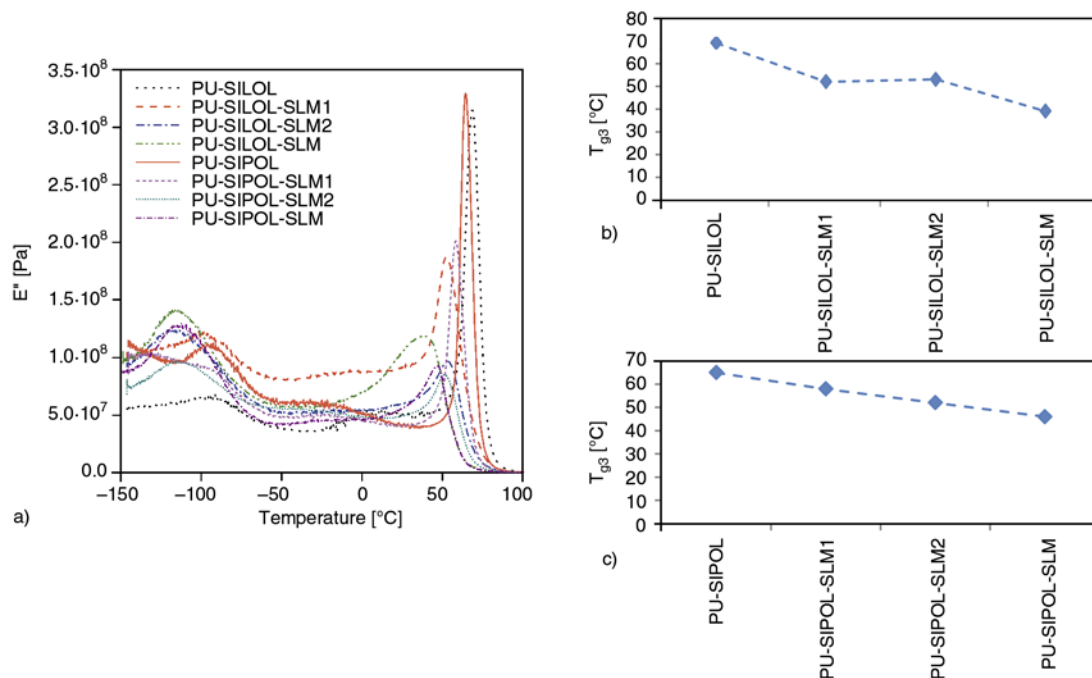 3.5·10⁸
3.0·10⁸
2.5·10⁸
2.0·10⁸
1.5·10⁸
1.0·10⁸
5.0·10⁷
0.0
E" [Pa]
PU-SILOL
PU-SILOL-SLM1
PU-SILOL-SLM2
PU-SILOL-SLM
PU-SIPOL
PU-SIPOL-SLM1
PU-SIPOL-SLM2
PU-SIPOL-SLM
−150 −100 −50 0 50 100
Temperature [°C]
a)
80
70
60
50
40
30
20
10
0
Tg3 [°C]
b)
PU-SILOL
PU-SILOL-SLM1
PU-SILOL-SLM2
PU-SILOL-SLM
70
60
50
40
30
20
10
0
Tg3 [°C]
c)
PU-SIPOL
PU-SIPOL-SLM1
PU-SIPOL-SLM2
PU-SIPOL-SLM